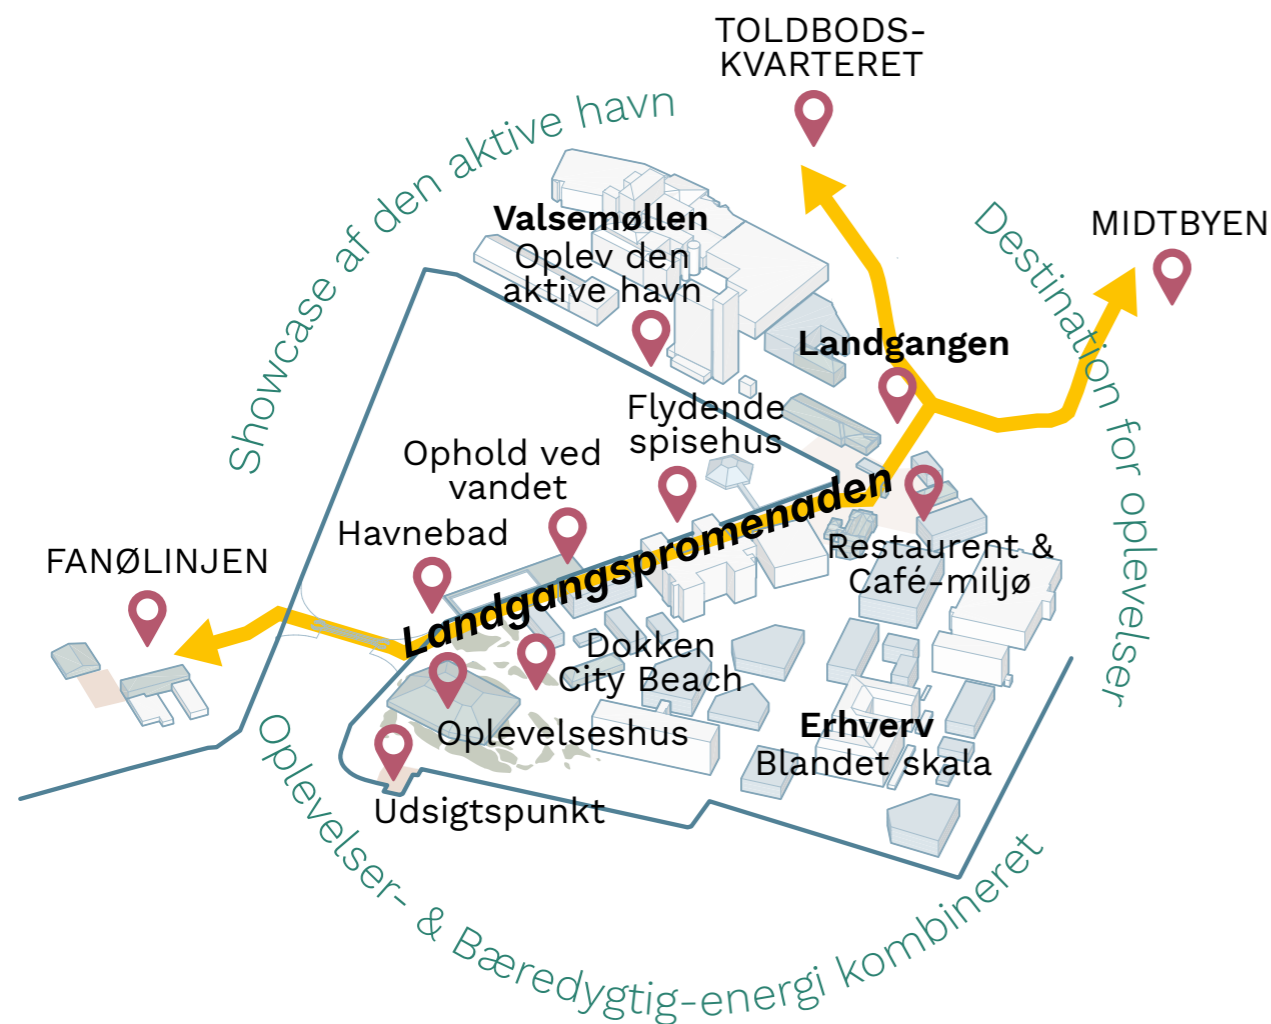 TOLDBODS-
KVARTERET
Showcase af den aktive havn
Destination for oplevelser
MIDTBYEN
Valsemøllen
Oplev den
aktive havn
Landgangen
Flydende
spisehus
Ophold ved
vandet
Landgangspromenaden
Havnebad
FANØLINJEN
Restaurent &
Café-miljø
Dokken
City Beach
Oplevelseshus
Erhverv
Blandet skala
Udsigtspunkt
Oplevelser- & Bæredygtig-energi kombineret